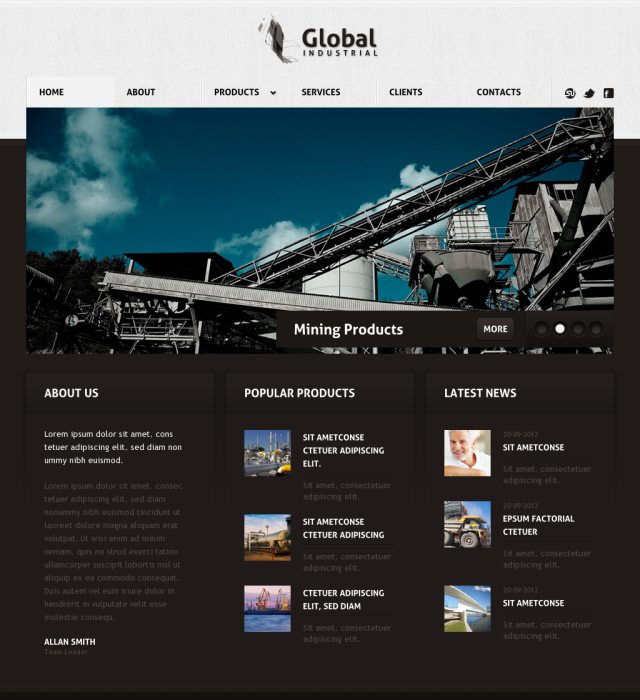 Global
INDUSTRIAL
HOME ABOUT PRODUCTS SERVICES CLIENTS CONTACTS
Mining Products MORE
ABOUT US
Lorem ipsum dolor sit amet, cons
tetuer adipiscing elit, sed diam non
ummy nibh euismod.
Lorem ipsum dolor sit amet, consec
tetuer adipiscing elit, sed diam
nonummy nibh euismod tincidunt ut
laoreet dolore magna aliquam erat
volutpat. Ut wisi enim ad minim
veniam, quis no strud exerci tation
ullamcorper suscipit lobortis nisl ut
aliquip ex ea commodo consequat.
Duis autem vel eum iriure dolor in
hendrerit in vulputate velit esse
molestie consequ.
ALLAN SMITH
Team Leader
POPULAR PRODUCTS
SIT AMETCONSE
CTETUER ADIPISCING
ELIT.
Sit amet, consectetuer
adipiscing elit.
SIT AMETCONSE
CTETUER ADIPISCING
Sit amet, consectetuer
adipiscing elit.
CTETUER ADIPISCING
ELIT, SED DIAM
Sit amet, consectetuer
adipiscing elit.
LATEST NEWS
20-09-2012
SIT AMETCONSE
Sit amet, consectetuer
adipiscing elit.
20-09-2012
EPSUM FACTORIAL
CTETUER
Sit amet, consectetuer
adipiscing elit.
20-09-2012
SIT AMETCONSE
Sit amet, consectetuer
adipiscing elit.